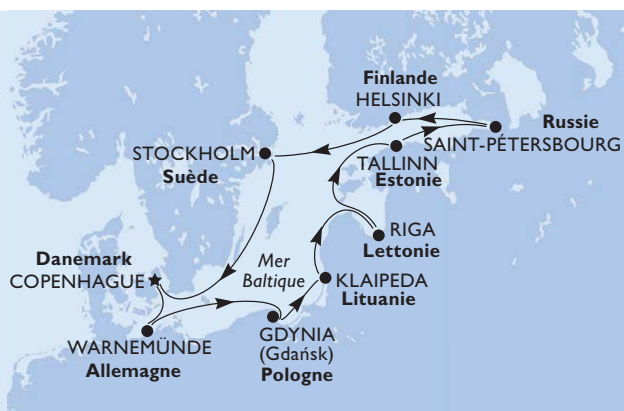 Finlande
HELSINKI
Russie
SAINT-PÉTERSBOURG
STOCKHOLM
Suède
TALLINN
Estonie
RIGA
Lettonie
Danemark
COPENHAGUE
Mer
Baltique
KLAIPEDA
Lituanie
WARNEMÜNDE
Allemagne
GDYNIA
(Gdańsk)
Pologne